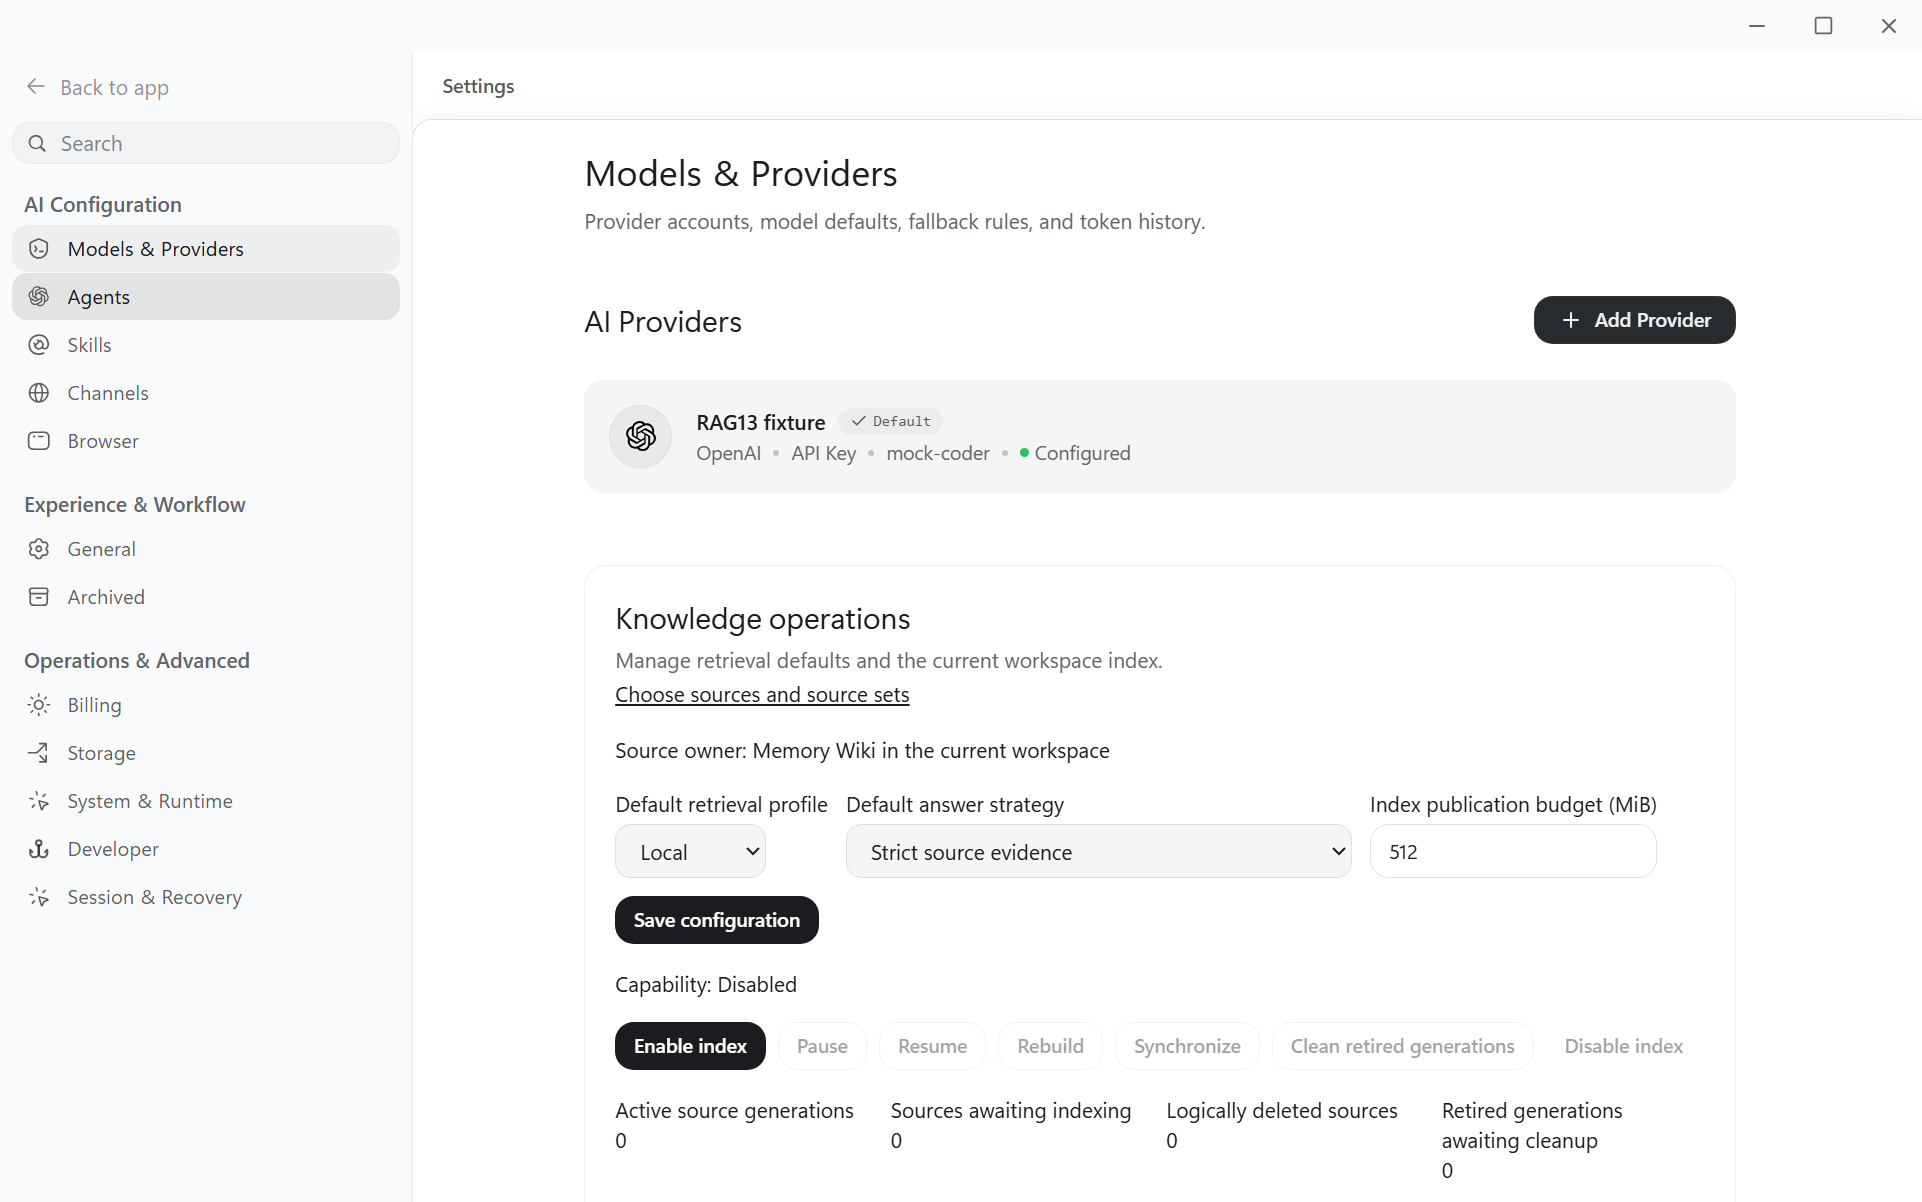 Back to app
Search
AI Configuration
Models & Providers
Agents
Skills
Channels
Browser
Experience & Workflow
General
Archived
Operations & Advanced
Billing
Storage
System & Runtime
Developer
Session & Recovery
Settings
Models & Providers
Provider accounts, model defaults, fallback rules, and token history.
AI Providers
Add Provider
RAG13 fixture Default
OpenAI • API Key • mock-coder • Configured
Knowledge operations
Manage retrieval defaults and the current workspace index.
Choose sources and source sets
Source owner: Memory Wiki in the current workspace
Default retrieval profile Default answer strategy Index publication budget (MiB)
Local Strict source evidence 512
Save configuration
Capability: Disabled
Enable index Pause Resume Rebuild Synchronize Clean retired generations Disable index
Active source generations
0
Sources awaiting indexing
0
Logically deleted sources
0
Retired generations
awaiting cleanup
0